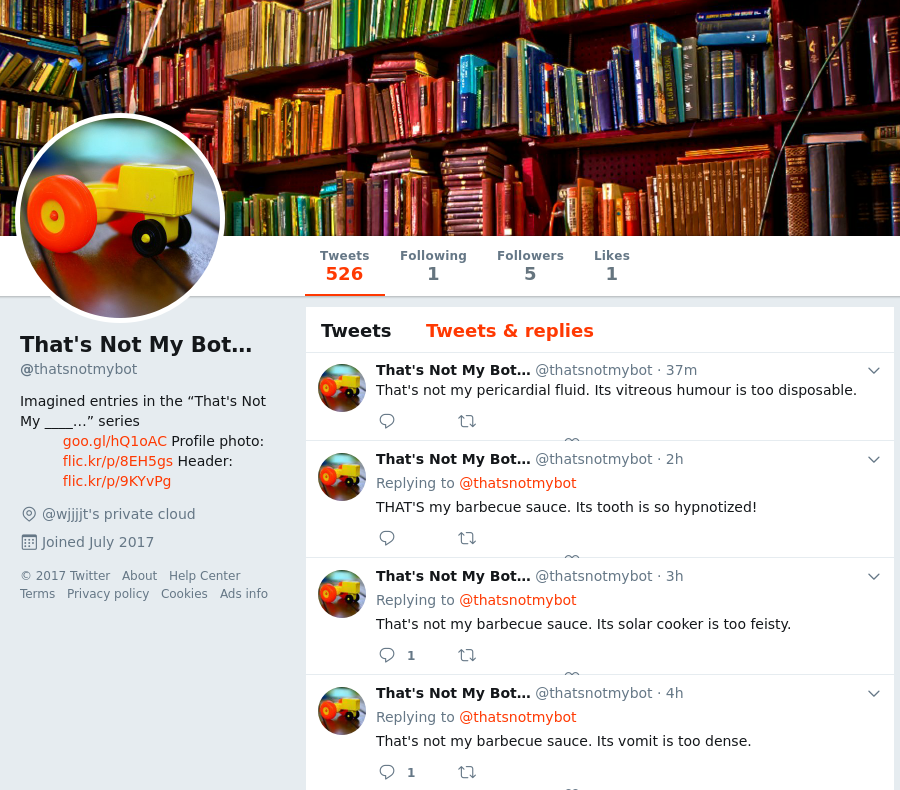 Tweets Following Followers Likes
526 1 5 1
That's Not My Bot…
@thatsnotmybot
Imagined entries in the “That's Not
My ____...” series
goo.gl/hQ1oAC Profile photo:
flic.kr/p/8EH5gs Header:
flic.kr/p/9KYvPg
@wjjjjt's private cloud
Joined July 2017
© 2017 Twitter About Help Center
Terms Privacy policy Cookies Ads info
Tweets Tweets & replies
That's Not My Bot… @thatsnotmybot · 37m
That's not my pericardial fluid. Its vitreous humour is too disposable.
That's Not My Bot… @thatsnotmybot · 2h
Replying to @thatsnotmybot
THAT'S my barbecue sauce. Its tooth is so hypnotized!
That's Not My Bot… @thatsnotmybot · 3h
Replying to @thatsnotmybot
That's not my barbecue sauce. Its solar cooker is too feisty.
1
That's Not My Bot… @thatsnotmybot · 4h
Replying to @thatsnotmybot
That's not my barbecue sauce. Its vomit is too dense.
1